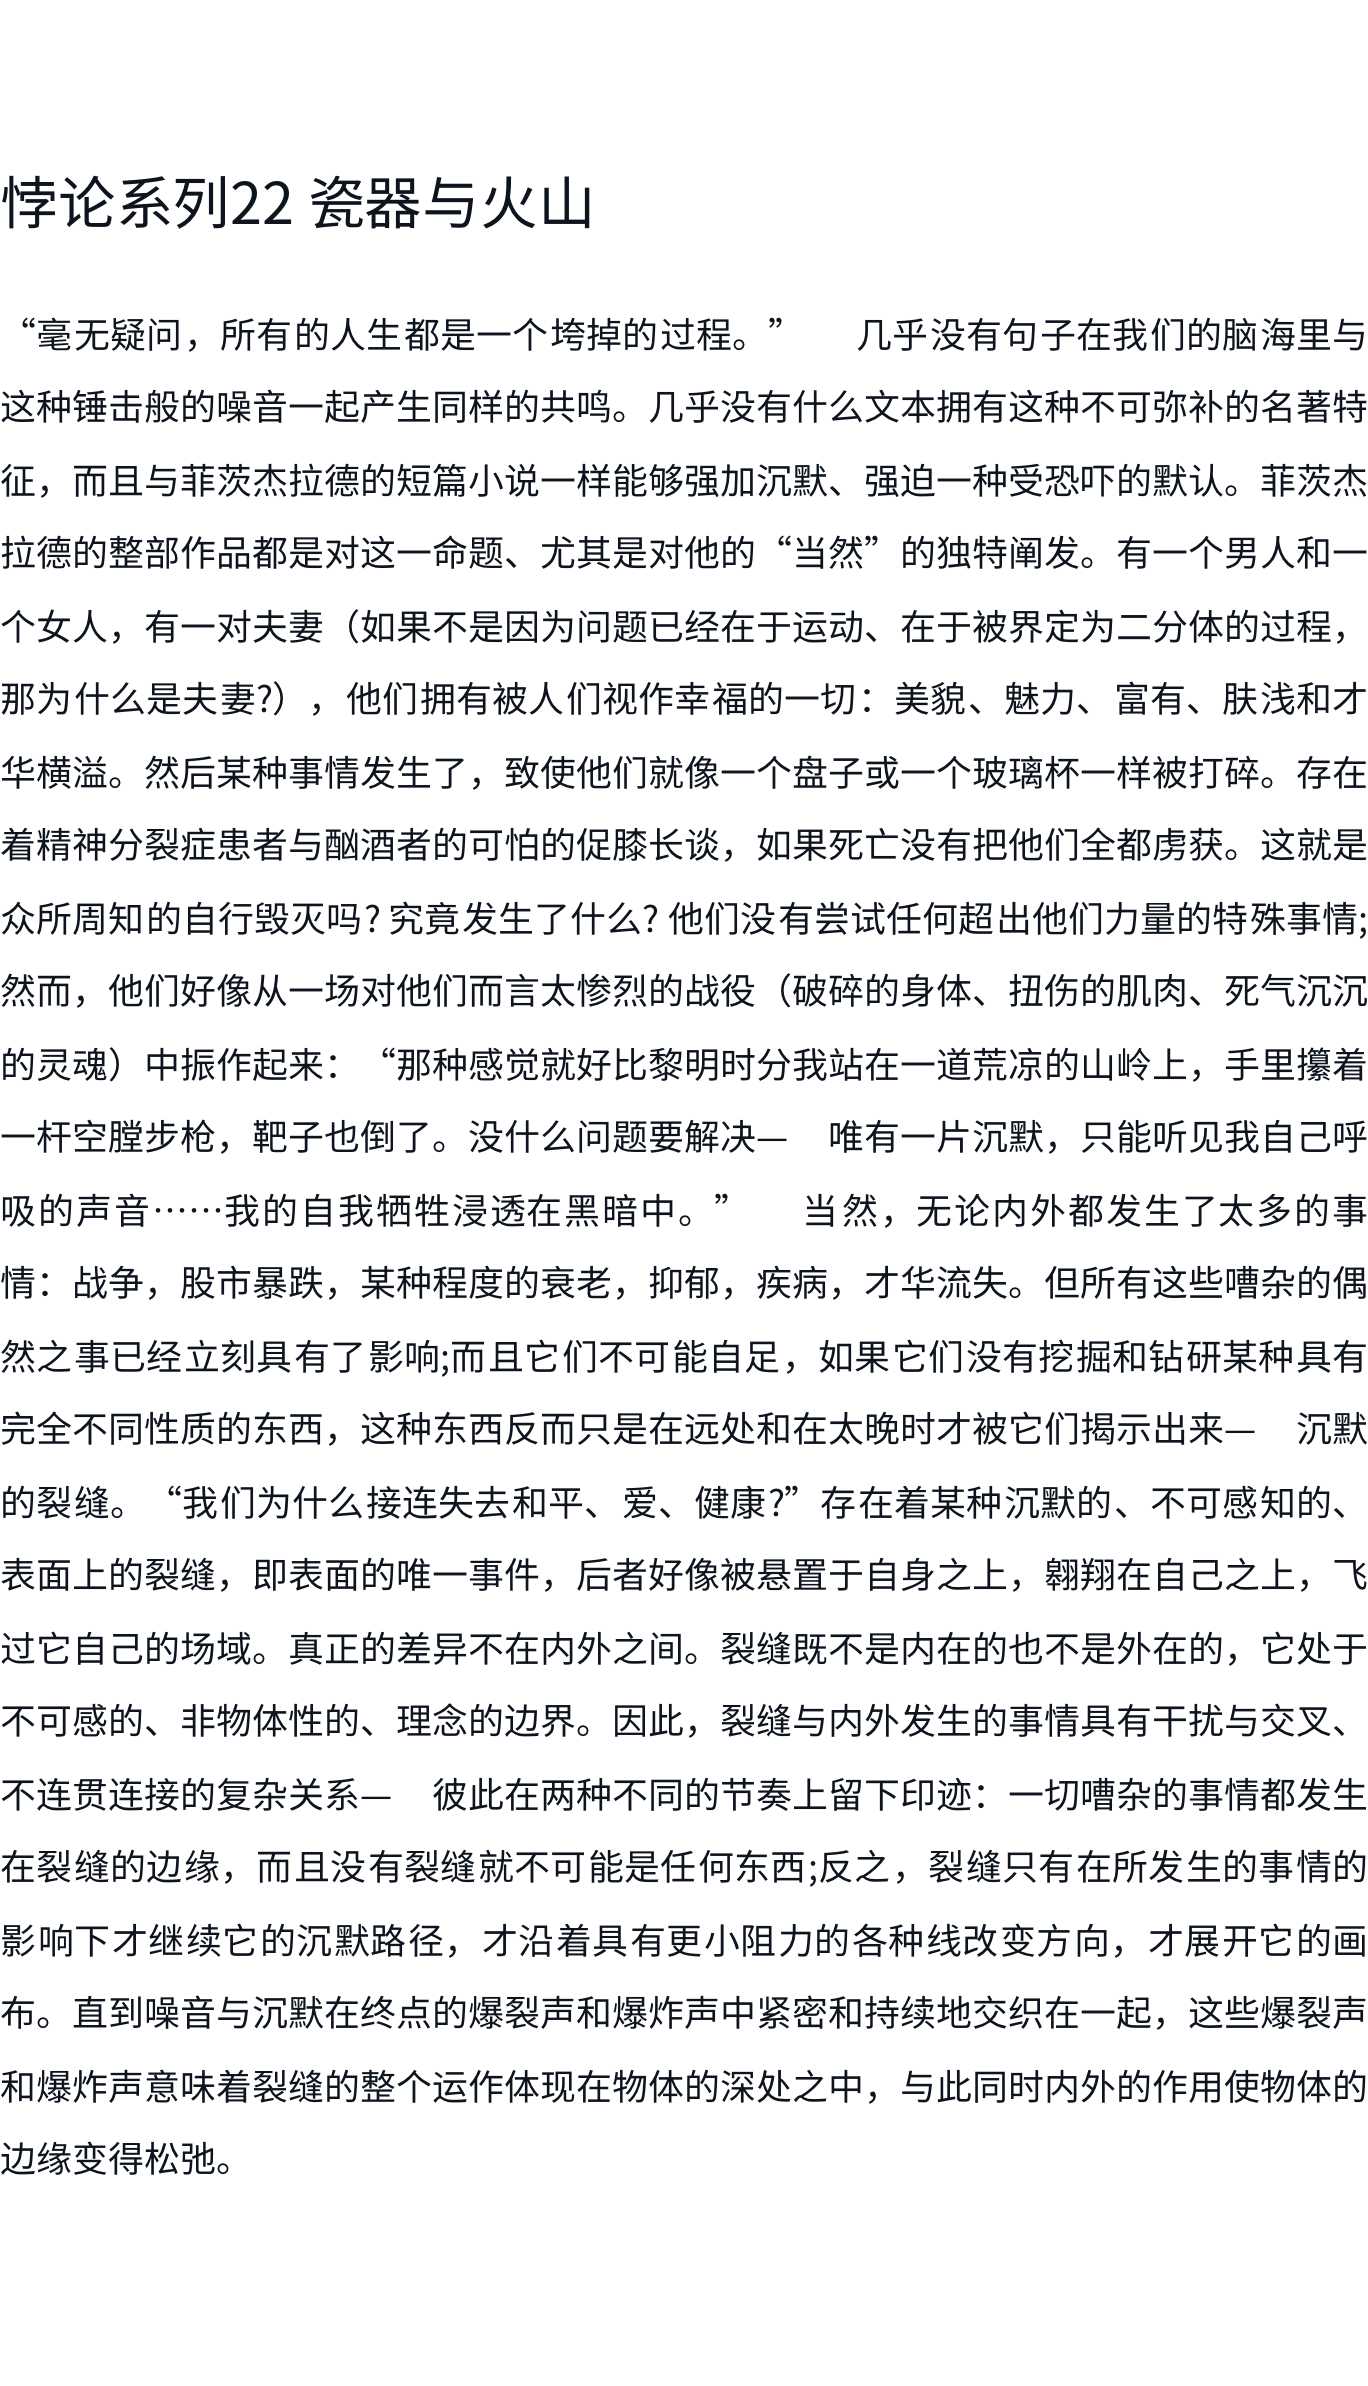 悖论系列22 瓷器与火山
“毫无疑问，所有的人生都是一个垮掉的过程。”　　几乎没有句子在我们的脑海里与
这种锤击般的噪音一起产生同样的共鸣。几乎没有什么文本拥有这种不可弥补的名著特
征，而且与菲茨杰拉德的短篇小说一样能够强加沉默、强迫一种受恐吓的默认。菲茨杰
拉德的整部作品都是对这一命题、尤其是对他的“当然”的独特阐发。有一个男人和一
个女人，有一对夫妻（如果不是因为问题已经在于运动、在于被界定为二分体的过程，
那为什么是夫妻?），他们拥有被人们视作幸福的一切：美貌、魅力、富有、肤浅和才
华横溢。然后某种事情发生了，致使他们就像一个盘子或一个玻璃杯一样被打碎。存在
着精神分裂症患者与酗酒者的可怕的促膝长谈，如果死亡没有把他们全都虏获。这就是
众所周知的自行毁灭吗? 究竟发生了什么? 他们没有尝试任何超出他们力量的特殊事情;
然而，他们好像从一场对他们而言太惨烈的战役（破碎的身体、扭伤的肌肉、死气沉沉
的灵魂）中振作起来：“那种感觉就好比黎明时分我站在一道荒凉的山岭上，手里攥着
一杆空膛步枪，靶子也倒了。没什么问题要解决—　唯有一片沉默，只能听见我自己呼
吸的声音……我的自我牺牲浸透在黑暗中。”　　当然，无论内外都发生了太多的事
情：战争，股市暴跌，某种程度的衰老，抑郁，疾病，才华流失。但所有这些嘈杂的偶
然之事已经立刻具有了影响;而且它们不可能自足，如果它们没有挖掘和钻研某种具有
完全不同性质的东西，这种东西反而只是在远处和在太晚时才被它们揭示出来—　沉默
的裂缝。“我们为什么接连失去和平、爱、健康?”存在着某种沉默的、不可感知的、
表面上的裂缝，即表面的唯一事件，后者好像被悬置于自身之上，翱翔在自己之上，飞
过它自己的场域。真正的差异不在内外之间。裂缝既不是内在的也不是外在的，它处于
不可感的、非物体性的、理念的边界。因此，裂缝与内外发生的事情具有干扰与交叉、
不连贯连接的复杂关系—　彼此在两种不同的节奏上留下印迹：一切嘈杂的事情都发生
在裂缝的边缘，而且没有裂缝就不可能是任何东西;反之，裂缝只有在所发生的事情的
影响下才继续它的沉默路径，才沿着具有更小阻力的各种线改变方向，才展开它的画
布。直到噪音与沉默在终点的爆裂声和爆炸声中紧密和持续地交织在一起，这些爆裂声
和爆炸声意味着裂缝的整个运作体现在物体的深处之中，与此同时内外的作用使物体的
边缘变得松弛。